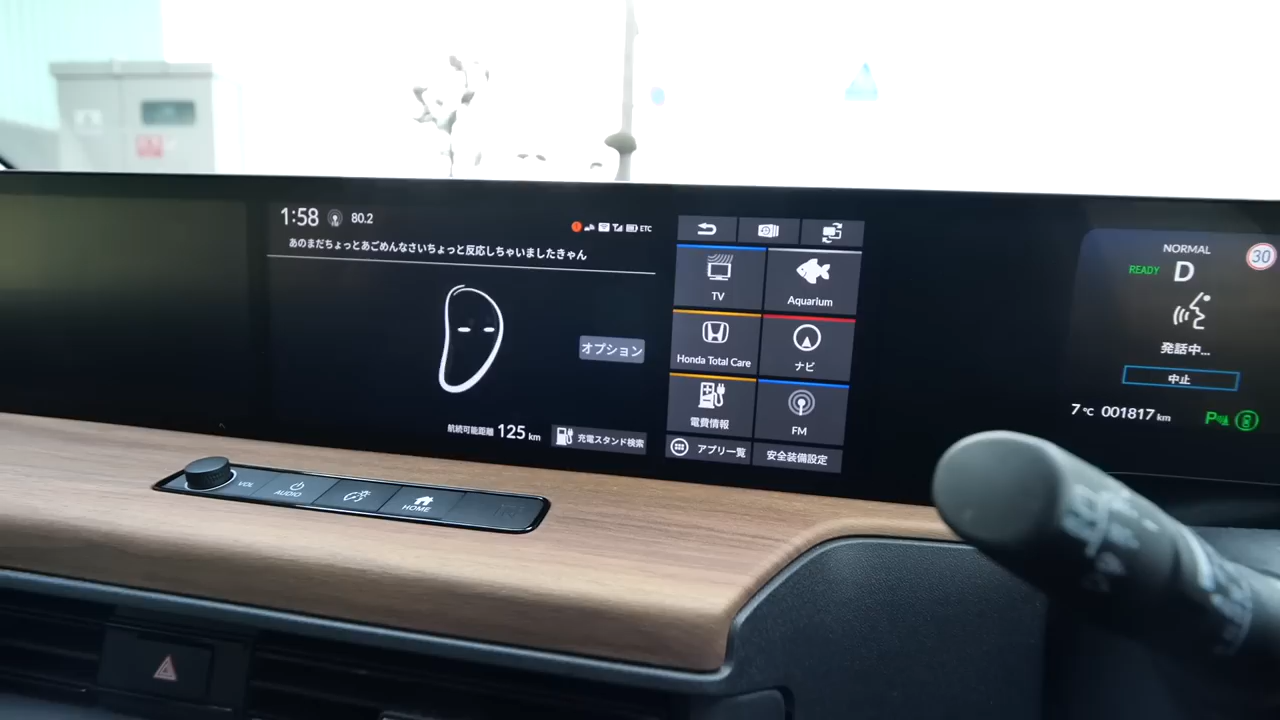 1:58 80.2
ETC
あのまだちょっとあごめんなさいちょっと反応しちゃいましたきゃん
オプション
航続可能距離 125 km
充電スタンド検索
TV
Aquarium
Honda Total Care
ナビ
電費情報
FM
アプリ一覧
安全装備設定
NORMAL
READY D
30
発話中...
中止
7℃ 001817 km
P
VOL
AUDIO
HOME